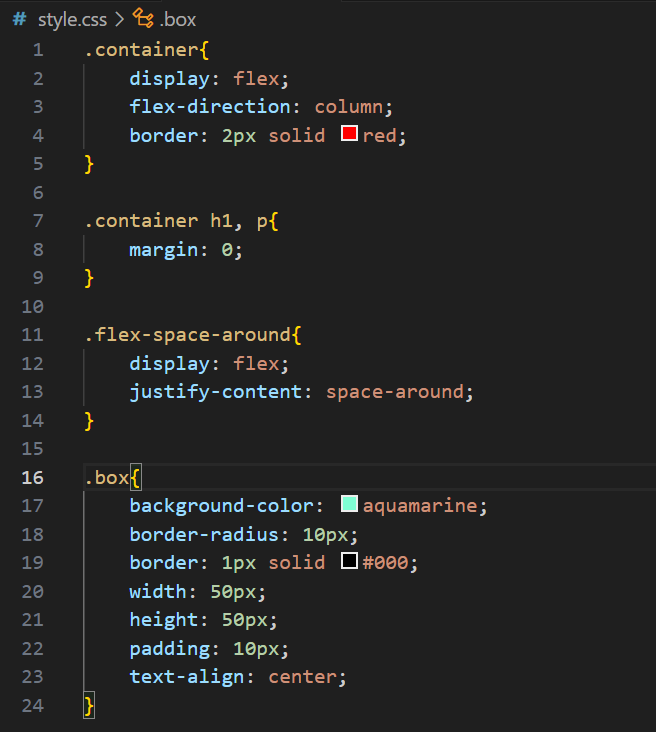 # style.css > .box
1 .container{
2     display: flex;
3     flex-direction: column;
4     border: 2px solid red;
5 }
6
7 .container h1, p{
8     margin: 0;
9 }
10
11 .flex-space-around{
12     display: flex;
13     justify-content: space-around;
14 }
15
16 .box{
17     background-color: aquamarine;
18     border-radius: 10px;
19     border: 1px solid #000;
20     width: 50px;
21     height: 50px;
22     padding: 10px;
23     text-align: center;
24 }